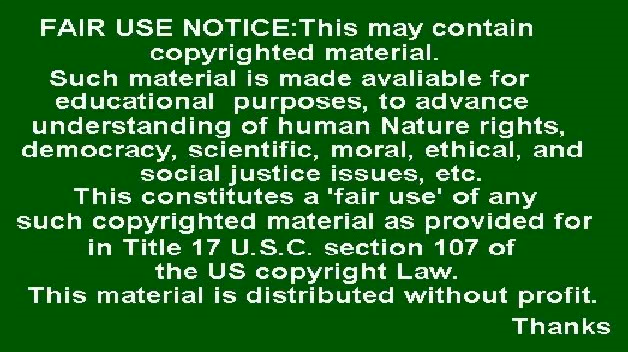 FAIR USE NOTICE:This may contain
copyrighted material.
Such material is made avaliable for
educational purposes, to advance
understanding of human Nature rights,
democracy, scientific, moral, ethical, and
social justice issues, etc.
This constitutes a 'fair use' of any
such copyrighted material as provided for
in Title 17 U.S.C. section 107 of
the US copyright Law.
This material is distributed without profit.
Thanks